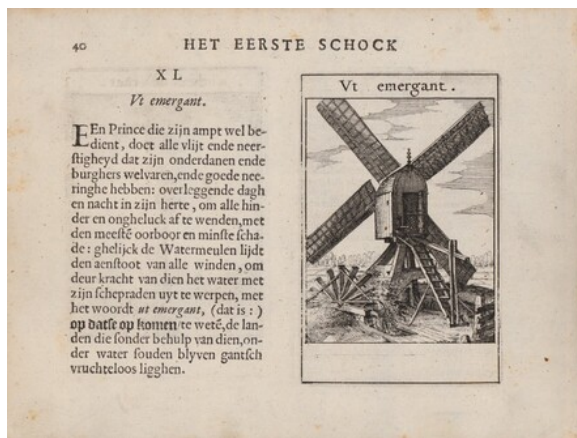 40
HET EERSTE SCHOCK
X L
Vt emergant.
EEn Prince die zijn ampt wel be-
dient, doet alle vlijt ende neer-
ſtigheyd dat zijn onderdanen ende
burghers welvaren, ende goede nee-
ringhe hebben: overleggende dagh
en nacht in zijn herte, om alle hin-
der en ongheluck af te wenden, met
den meeſtē oorboor en minſte ſcha-
de: ghelijck de Watermeulen lijdt
den aenſtoot van alle winden, om
deur kracht van dien het water met
zijn ſchepraden uyt te werpen, met
het woordt ut emergant, (dat is:)
op datſe op komen te wetē, de lan-
den die ſonder behulp van dien, on-
der water ſouden blyven gantſch
vruchteloos ligghen.
Vt emergant.